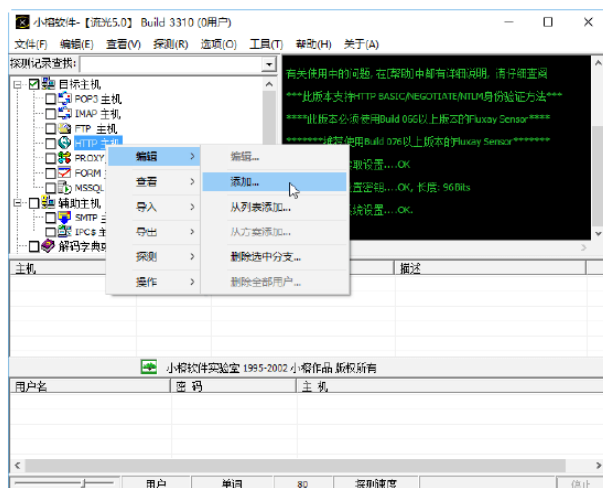 小榕软件-【流光5.0】 Build 3310 (0用户)
文件(F) 编辑(E) 查看(V) 探测(R) 选项(O) 工具(T) 帮助(H) 关于(A)
探测记录查找:
目标主机
POP3 主机
IMAP 主机
FTP 主机
HTTP 主机
PROXY
FORM
MSSQL
辅助主机
SMTP 主
IPC$ 主机
解码字典或
有关使用中的问题, 在[帮助]中都有详细说明, 请仔细查阅
***此版本支持HTTP BASIC/NEGOTIATE/NTLM身份验证方法***
****此版本必须使用Build 066以上版本的Fluxay Sensor****
*******推荐使用Build 076以上版本的Fluxay Sensor*******
取设置....OK
置密钥....OK, 长度: 96Bits
统设置....OK.
编辑
查看
导入
导出
探测
操作
编辑...
添加...
从列表添加...
从方案添加...
删除选中分支...
删除全部用户...
主机 描述
小榕软件实验室 1995-2002 小榕作品 版权所有
用户名 密 码 主 机
用户 单词 80 探测速度 停止